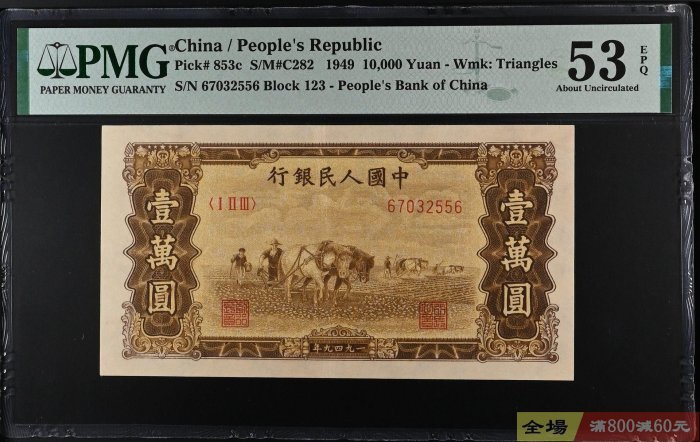 PMG
PAPER MONEY GUARANTY
China / People's Republic
Pick# 853c S/M#C282 1949 10,000 Yuan - Wmk: Triangles
S/N 67032556 Block 123 - People's Bank of China
53
EPQ
About Uncirculated
行銀民人國中
〈ⅠⅡⅢ〉
67032556
壹萬圓
壹萬圓
年九四九一
全場
滿800減60元